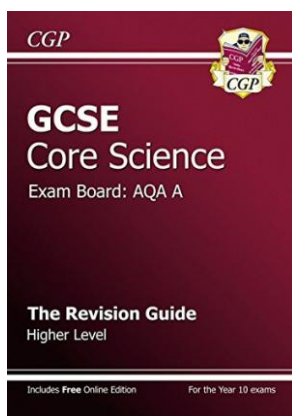 CGP
CGP
CGP
GCSE
Core Science
Exam Board: AQA A
The Revision Guide
Higher Level
Includes Free Online Edition
For the Year 10 exams